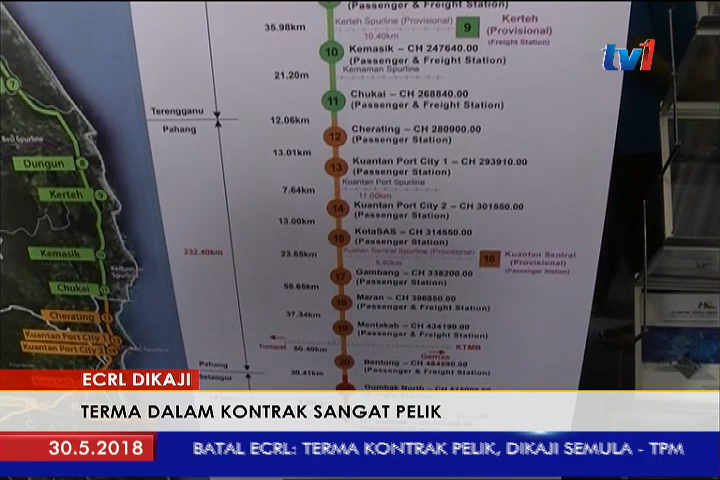 tv1
35.98km
Kerteh Spurline (Provisional)
10.40km
9
Kerteh
(Provisional)
(Freight Station)
10
Kemasik – CH 247640.00
(Passenger & Freight Station)
21.20m
Kemaman Spurline
11
Chukai – CH 268840.00
(Passenger & Freight Station)
Terengganu
Pahang
12.06km
12
Cherating – CH 280900.00
(Passenger Station)
13.01km
13
Kuantan Port City 1 – CH 293910.00
(Passenger & Freight Station)
7.64km
Kuantan Port Spurline
11.00km
14
Kuantan Port City 2 – CH 301550.00
(Passenger & Freight Station)
13.00km
KotaSAS – CH 314550.00
(Passenger Station)
232.40km
23.65km
Kuantan Sentral Spurline (Provisional)
16
Kuantan Sentral
(Provisional)
(Passenger Station)
17
Gambang – CH 338200.00
(Passenger Station)
58.65km
18
Maran – CH 396850.00
(Passenger & Freight Station)
37.34km
19
Mentakab – CH 434190.00
(Passenger & Freight Station)
Tumpat
50.40km
KTMB
Gemas
Pahang
Selangor
20
Bentong – CH 484590.00
(Passenger & Freight Station)
30.41km
Gombak North
7
Dungun
8
Kerteh
9
Kemasik
Chukai
Cherating
Kuantan Port City 1
Kuantan Port City 2
ECRL DIKAJI
TERMA DALAM KONTRAK SANGAT PELIK
30.5.2018
BATAL ECRL: TERMA KONTRAK PELIK, DIKAJI SEMULA - TPM